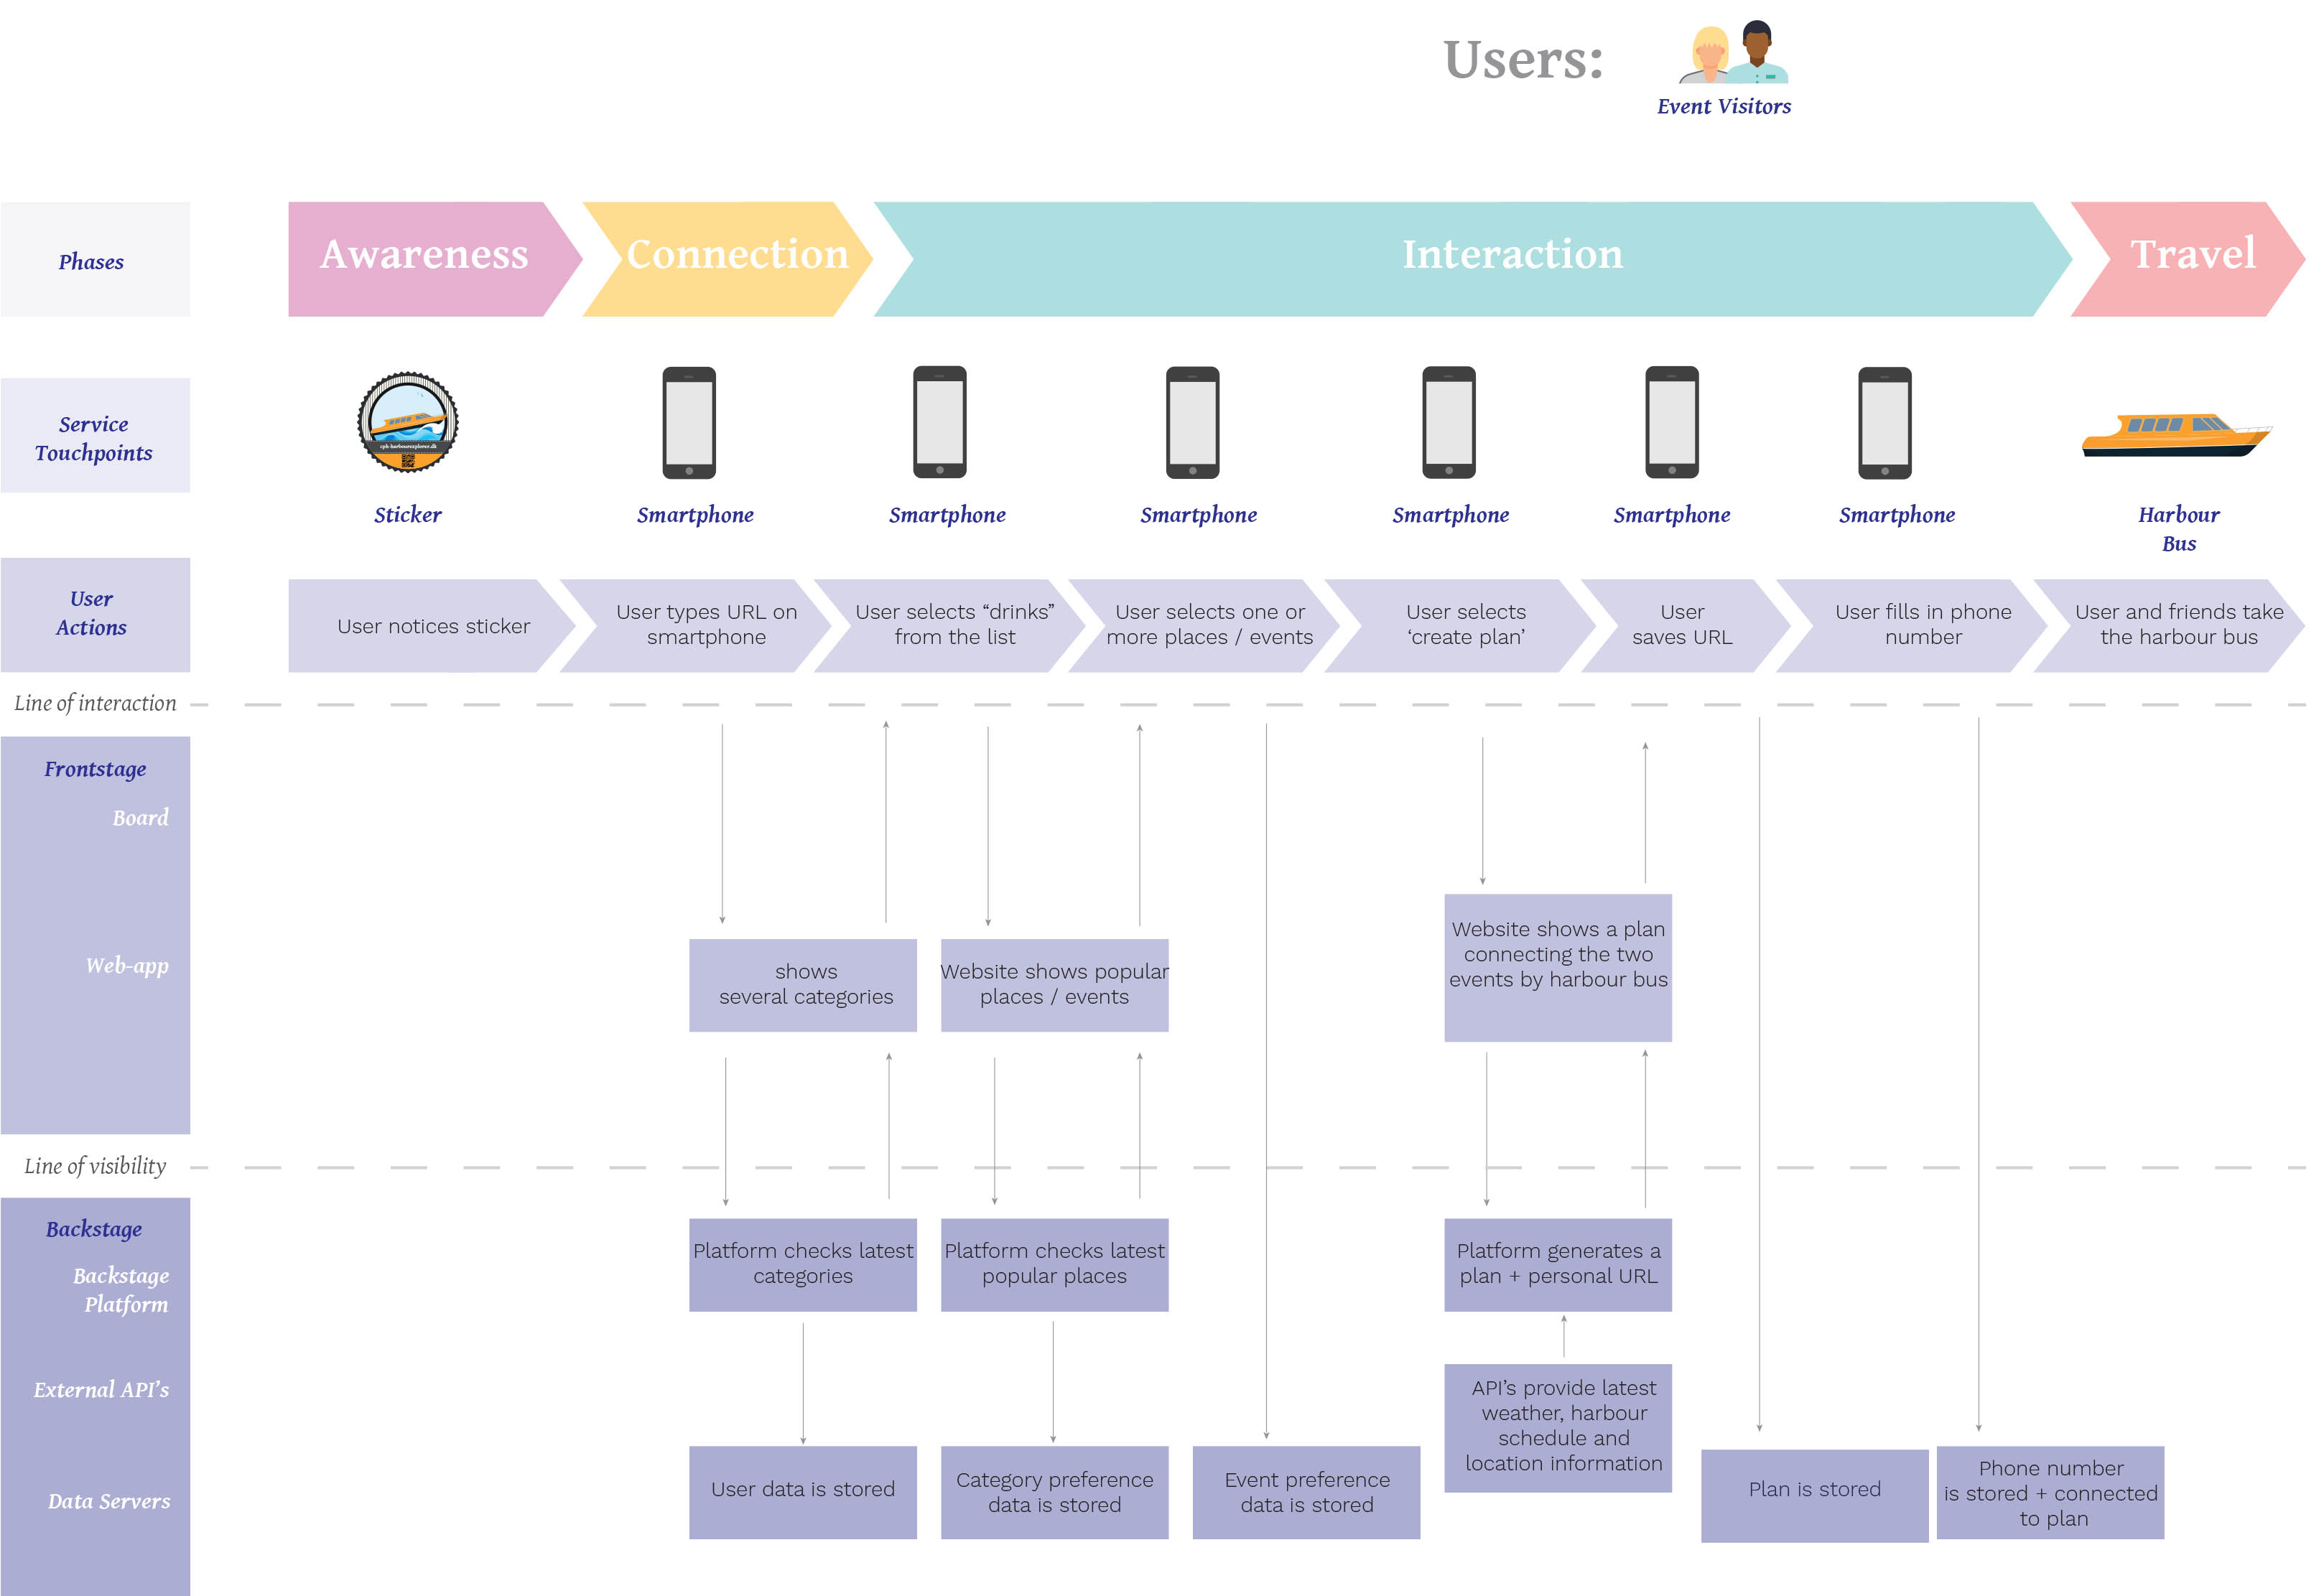 Users:
Event Visitors
Phases
Awareness
Connection
Interaction
Travel
Service
Touchpoints
cph-harbourexplorer.dk
Sticker
Smartphone
Smartphone
Smartphone
Smartphone
Smartphone
Smartphone
Harbour
Bus
User
Actions
User notices sticker
User types URL on
smartphone
User selects “drinks”
from the list
User selects one or
more places / events
User selects
‘create plan’
User
saves URL
User fills in phone
number
User and friends take
the harbour bus
Line of interaction
Frontstage
Board
Web-app
shows
several categories
Website shows popular
places / events
Website shows a plan
connecting the two
events by harbour bus
Line of visibility
Backstage
Backstage
Platform
Platform checks latest
categories
Platform checks latest
popular places
Platform generates a
plan + personal URL
External API’s
API’s provide latest
weather, harbour
schedule and
location information
Data Servers
User data is stored
Category preference
data is stored
Event preference
data is stored
Plan is stored
Phone number
is stored + connected
to plan